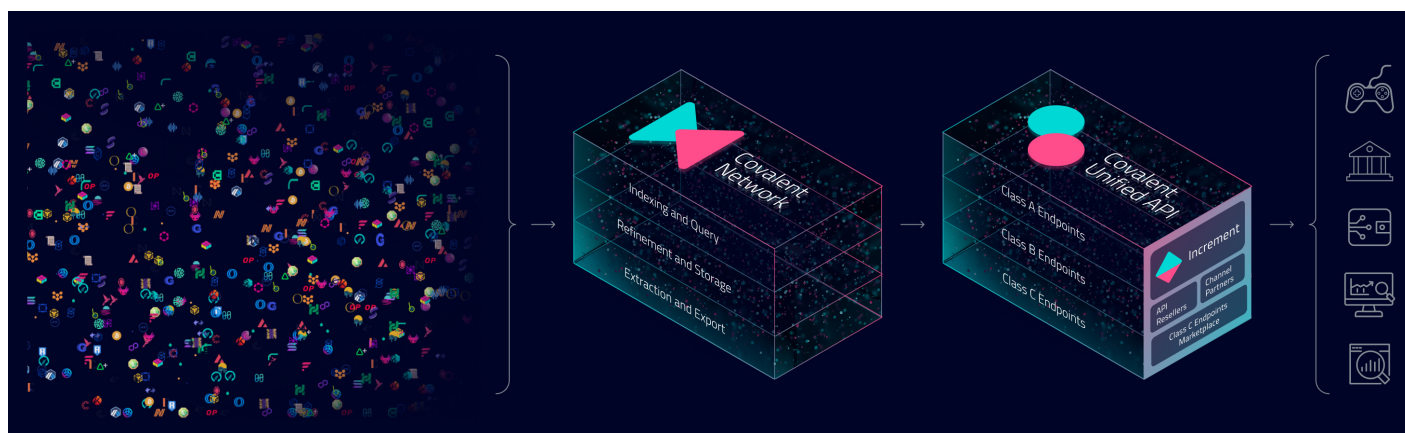 Covalent
Network
Indexing and Query
Refinement and Storage
Extraction and Export
Covalent
Unified API
Class A Endpoints
Class B Endpoints
Class C Endpoints
Increment
API
Resellers
Channel
Partners
Class C Endpoints
Marketplace